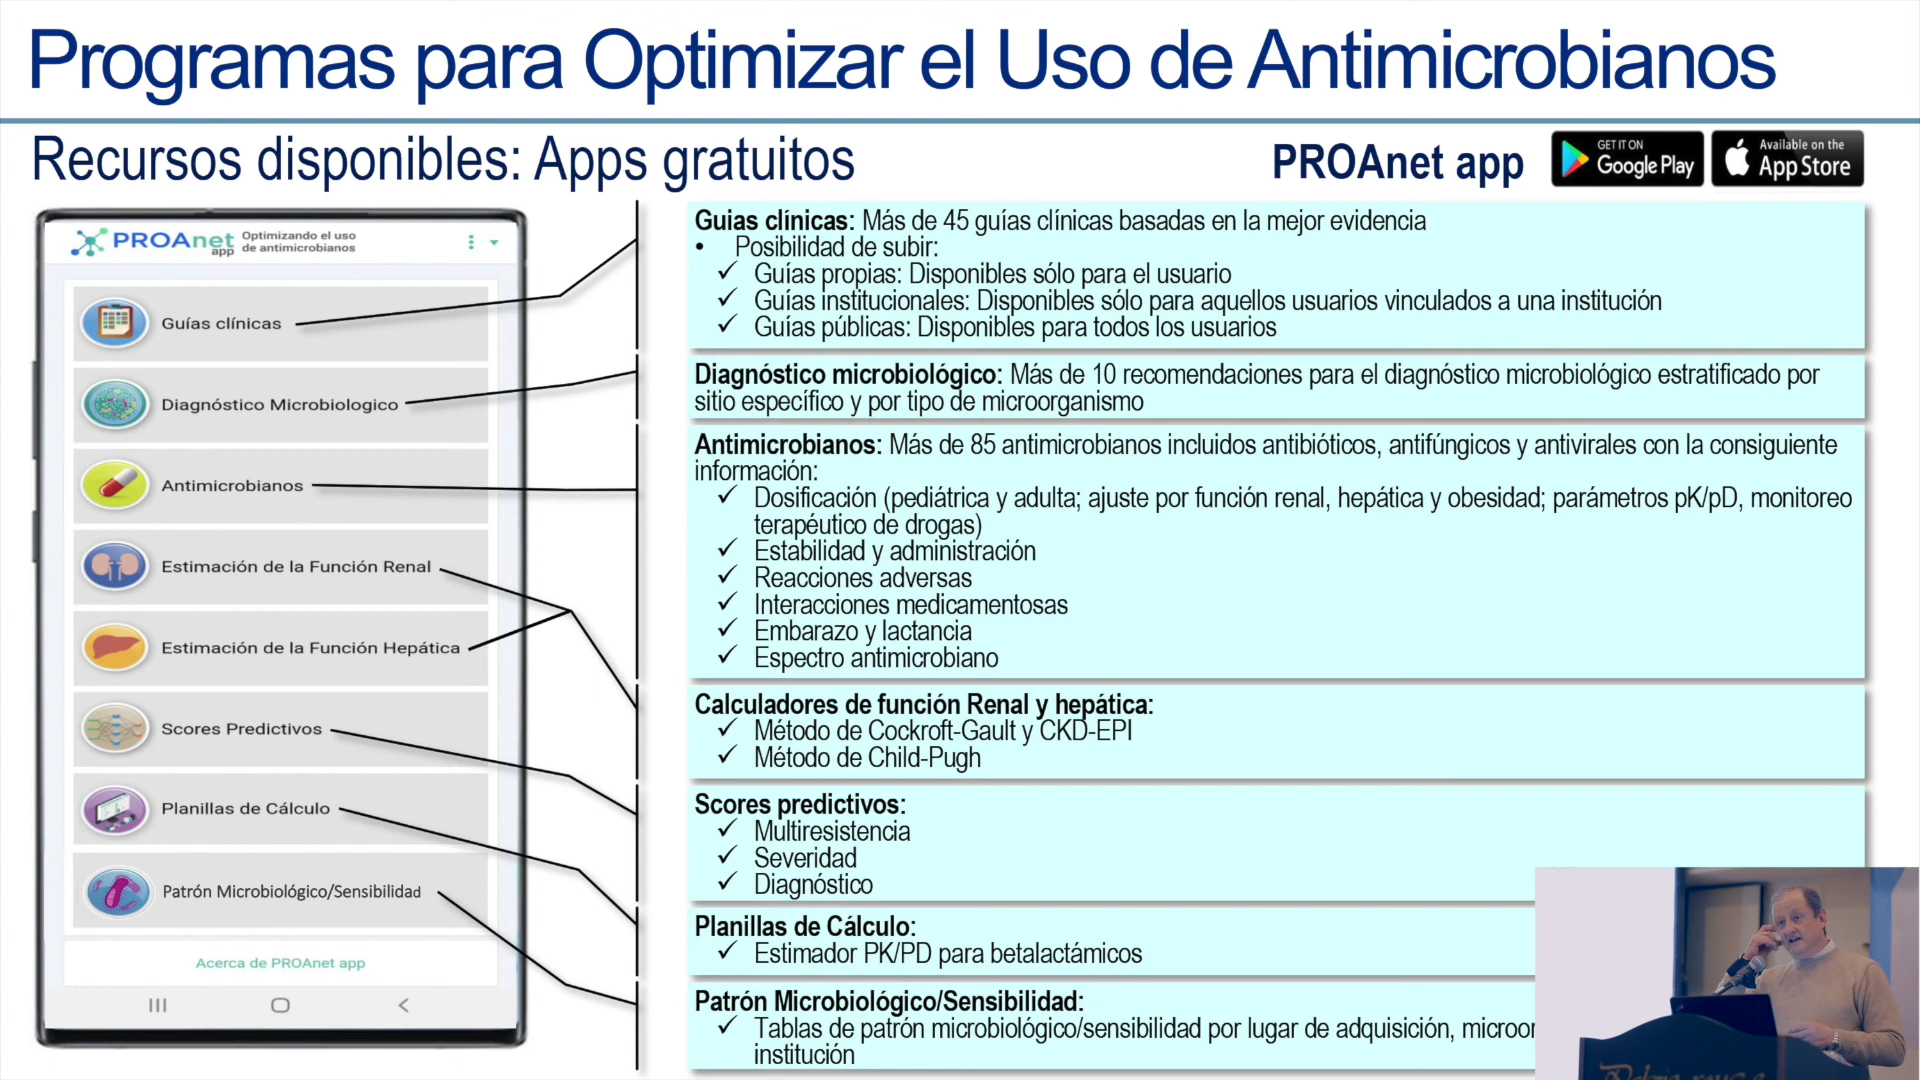 Programas para Optimizar el Uso de Antimicrobianos
Recursos disponibles: Apps gratuitos
PROAnet app
GET IT ON
Google Play
Available on the
App Store
PROAnet
app
Optimizando el uso
de antimicrobianos
Guías clínicas
Diagnóstico Microbiologico
Antimicrobianos
Estimación de la Función Renal
Estimación de la Función Hepática
Scores Predictivos
Planillas de Cálculo
Patrón Microbiológico/Sensibilidad
Acerca de PROAnet app
Guias clínicas: Más de 45 guías clínicas basadas en la mejor evidencia
• Posibilidad de subir:
✓ Guías propias: Disponibles sólo para el usuario
✓ Guías institucionales: Disponibles sólo para aquellos usuarios vinculados a una institución
✓ Guías públicas: Disponibles para todos los usuarios
Diagnóstico microbiológico: Más de 10 recomendaciones para el diagnóstico microbiológico estratificado por
sitio específico y por tipo de microorganismo
Antimicrobianos: Más de 85 antimicrobianos incluidos antibióticos, antifúngicos y antivirales con la consiguiente
información:
✓ Dosificación (pediátrica y adulta; ajuste por función renal, hepática y obesidad; parámetros pK/pD, monitoreo
terapéutico de drogas)
✓ Estabilidad y administración
✓ Reacciones adversas
✓ Interacciones medicamentosas
✓ Embarazo y lactancia
✓ Espectro antimicrobiano
Calculadores de función Renal y hepática:
✓ Método de Cockroft-Gault y CKD-EPI
✓ Método de Child-Pugh
Scores predictivos:
✓ Multiresistencia
✓ Severidad
✓ Diagnóstico
Planillas de Cálculo:
✓ Estimador PK/PD para betalactámicos
Patrón Microbiológico/Sensibilidad:
✓ Tablas de patrón microbiológico/sensibilidad por lugar de adquisición,
institución